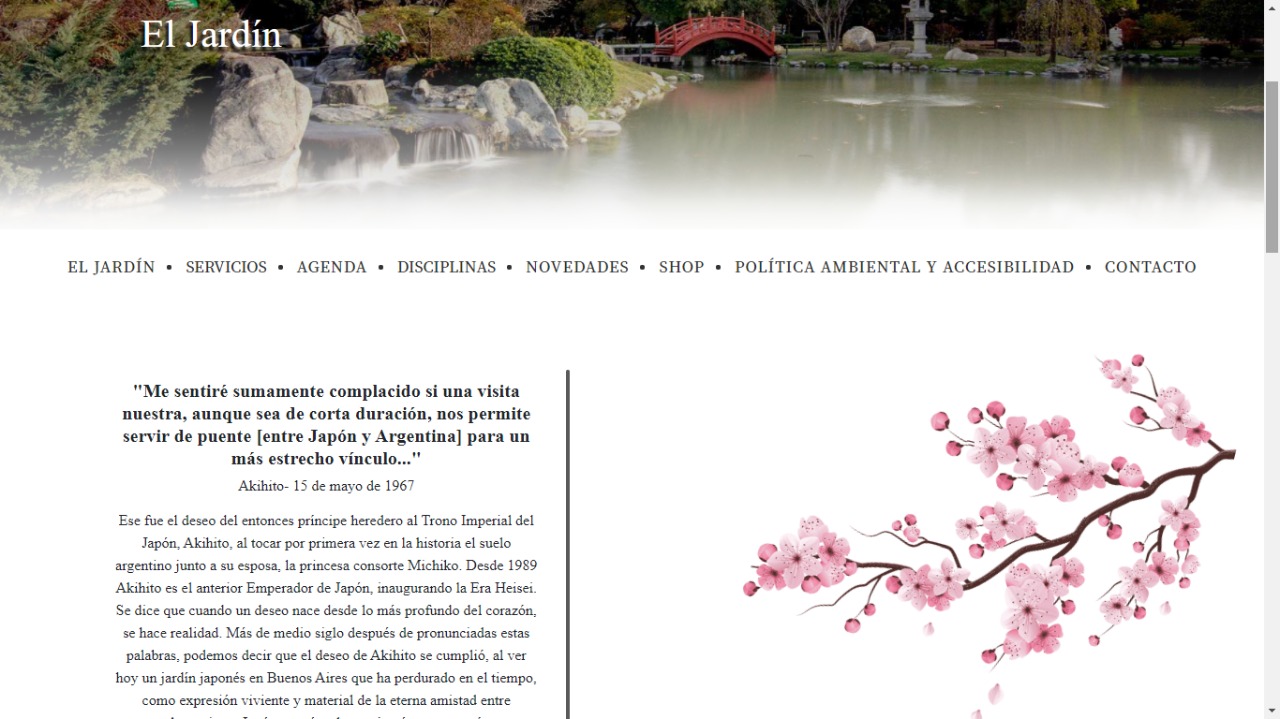 El Jardín
EL JARDÍN • SERVICIOS • AGENDA • DISCIPLINAS • NOVEDADES • SHOP • POLÍTICA AMBIENTAL Y ACCESIBILIDAD • CONTACTO
"Me sentiré sumamente complacido si una visita
nuestra, aunque sea de corta duración, nos permite
servir de puente [entre Japón y Argentina] para un
más estrecho vínculo..."
Akihito- 15 de mayo de 1967
Ese fue el deseo del entonces príncipe heredero al Trono Imperial del
Japón, Akihito, al tocar por primera vez en la historia el suelo
argentino junto a su esposa, la princesa consorte Michiko. Desde 1989
Akihito es el anterior Emperador de Japón, inaugurando la Era Heisei.
Se dice que cuando un deseo nace desde lo más profundo del corazón,
se hace realidad. Más de medio siglo después de pronunciadas estas
palabras, podemos decir que el deseo de Akihito se cumplió, al ver
hoy un jardín japonés en Buenos Aires que ha perdurado en el tiempo,
como expresión viviente y material de la eterna amistad entre